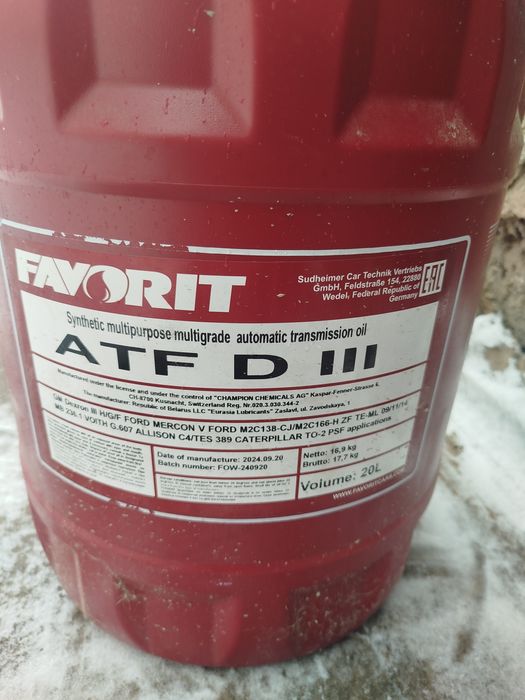 FAVORIT
Sudheimer Car Technik Vertriebs
GmbH, Feldstraße 154, 22880
Wedel, Federal Republic of
Germany
EAC
Synthetic multipurpose multigrade automatic transmission oil
ATF D III
Manufactured under the license and under the control of "CHAMPION CHEMICALS AG" Kaspar-Fenner-Strasse 6,
CH-8700 Kusnacht, Switzerland Reg. Nr.020.3.030.344-2
The manufacturer: Republic of Belarus LLC "Eurasia Lubricants" Zaslavl, ul. Zavodskaya, 1
GM Dexron III H/G/F FORD MERCON V FORD M2C138-CJ/M2C166-H ZF TE-ML 09/11/14
MB 236.1 VOITH G.607 ALLISON C4/TES 389 CATERPILLAR TO-2 PSF applications
Date of manufacture: 2024.09.20
Batch number: FOW-240920
Netto: 16,9 kg
Brutto: 17,7 kg
Volume: 20L
WWW.FAVORITCARS.COM